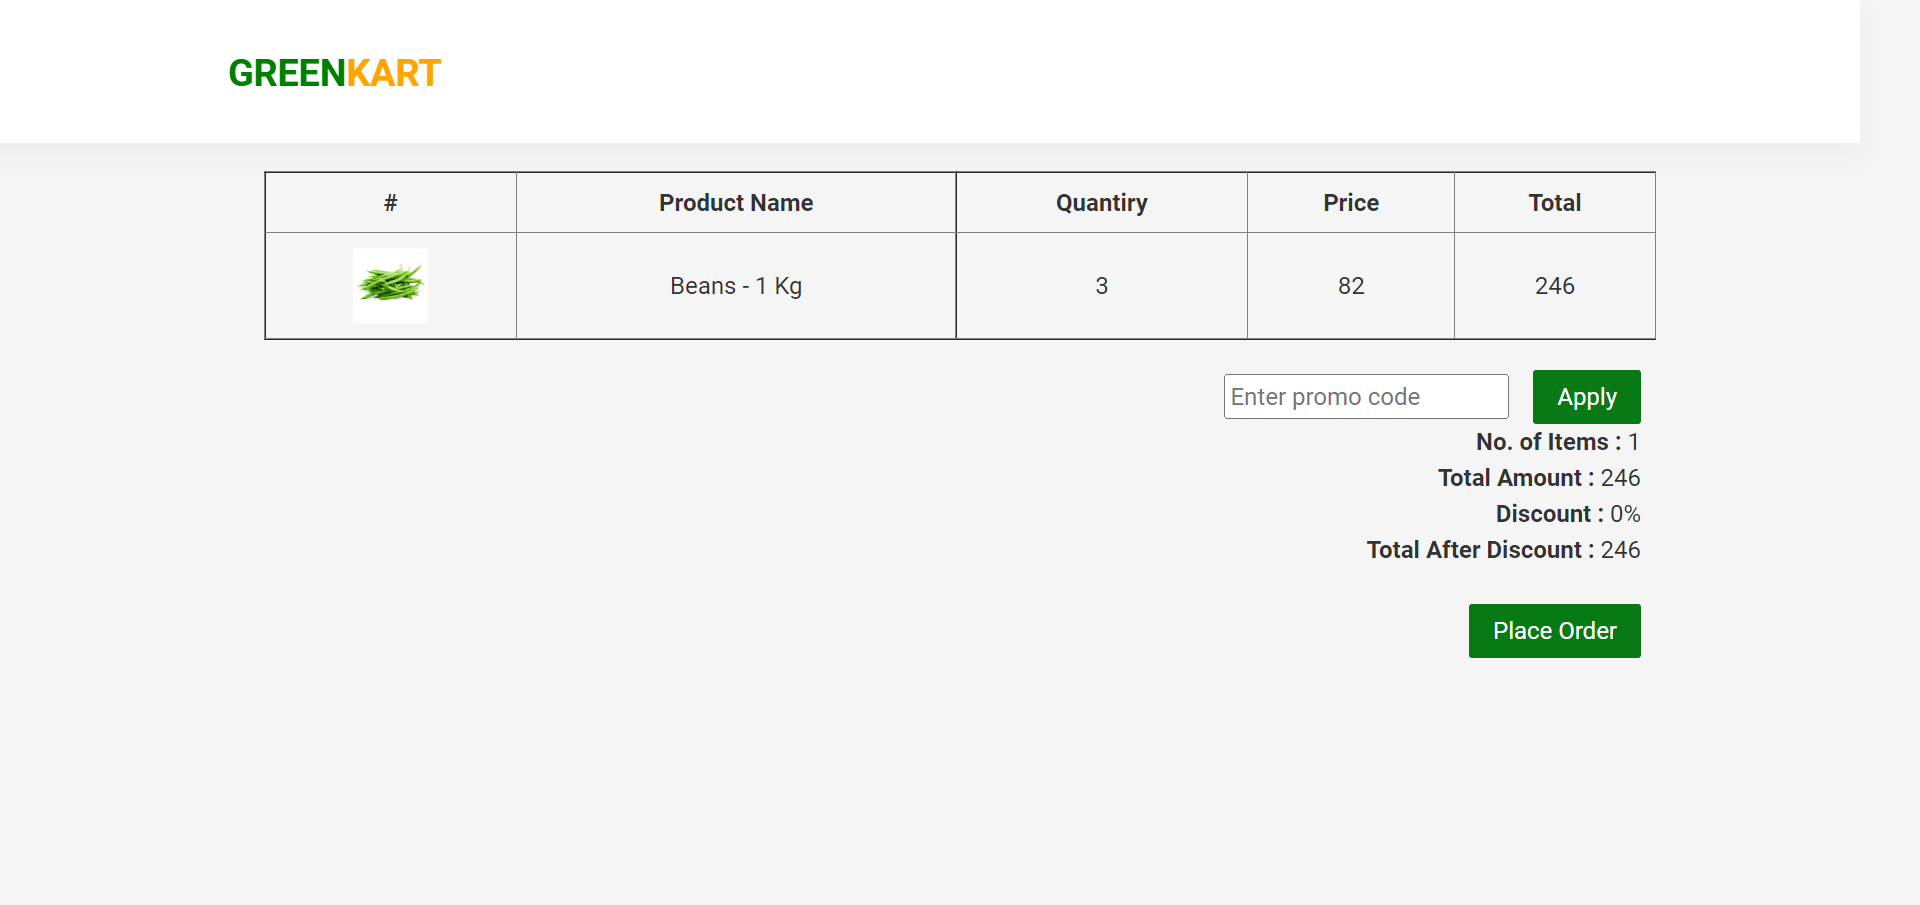 GREENKART
# Product Name Quantiry Price Total
Beans - 1 Kg 3 82 246
Enter promo code Apply
No. of Items : 1
Total Amount : 246
Discount : 0%
Total After Discount : 246
Place Order